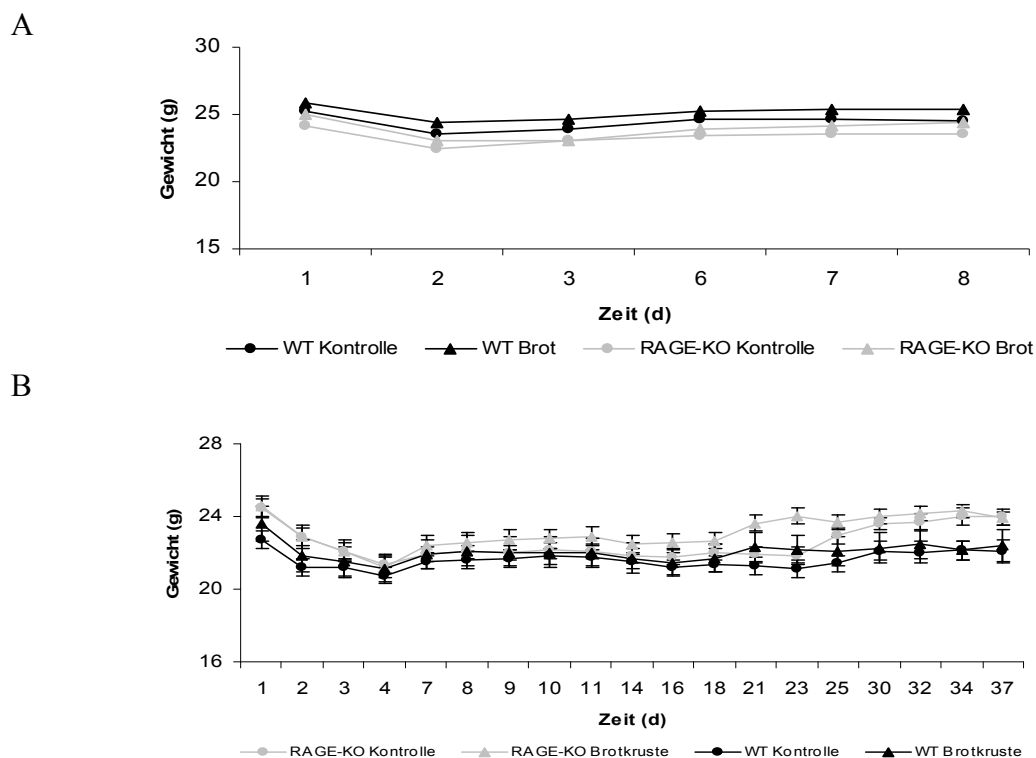 A
30
25
20
15
Gewicht (g)
1 2 3 6 7 8
Zeit (d)
WT Kontrolle WT Brot RAGE-KO Kontrolle RAGE-KO Brot
B
28
24
20
16
Gewicht (g)
1 2 3 4 7 8 9 10 11 14 16 18 21 23 25 30 32 34 37
Zeit (d)
RAGE-KO Kontrolle RAGE-KO Brotkruste WT Kontrolle WT Brotkruste